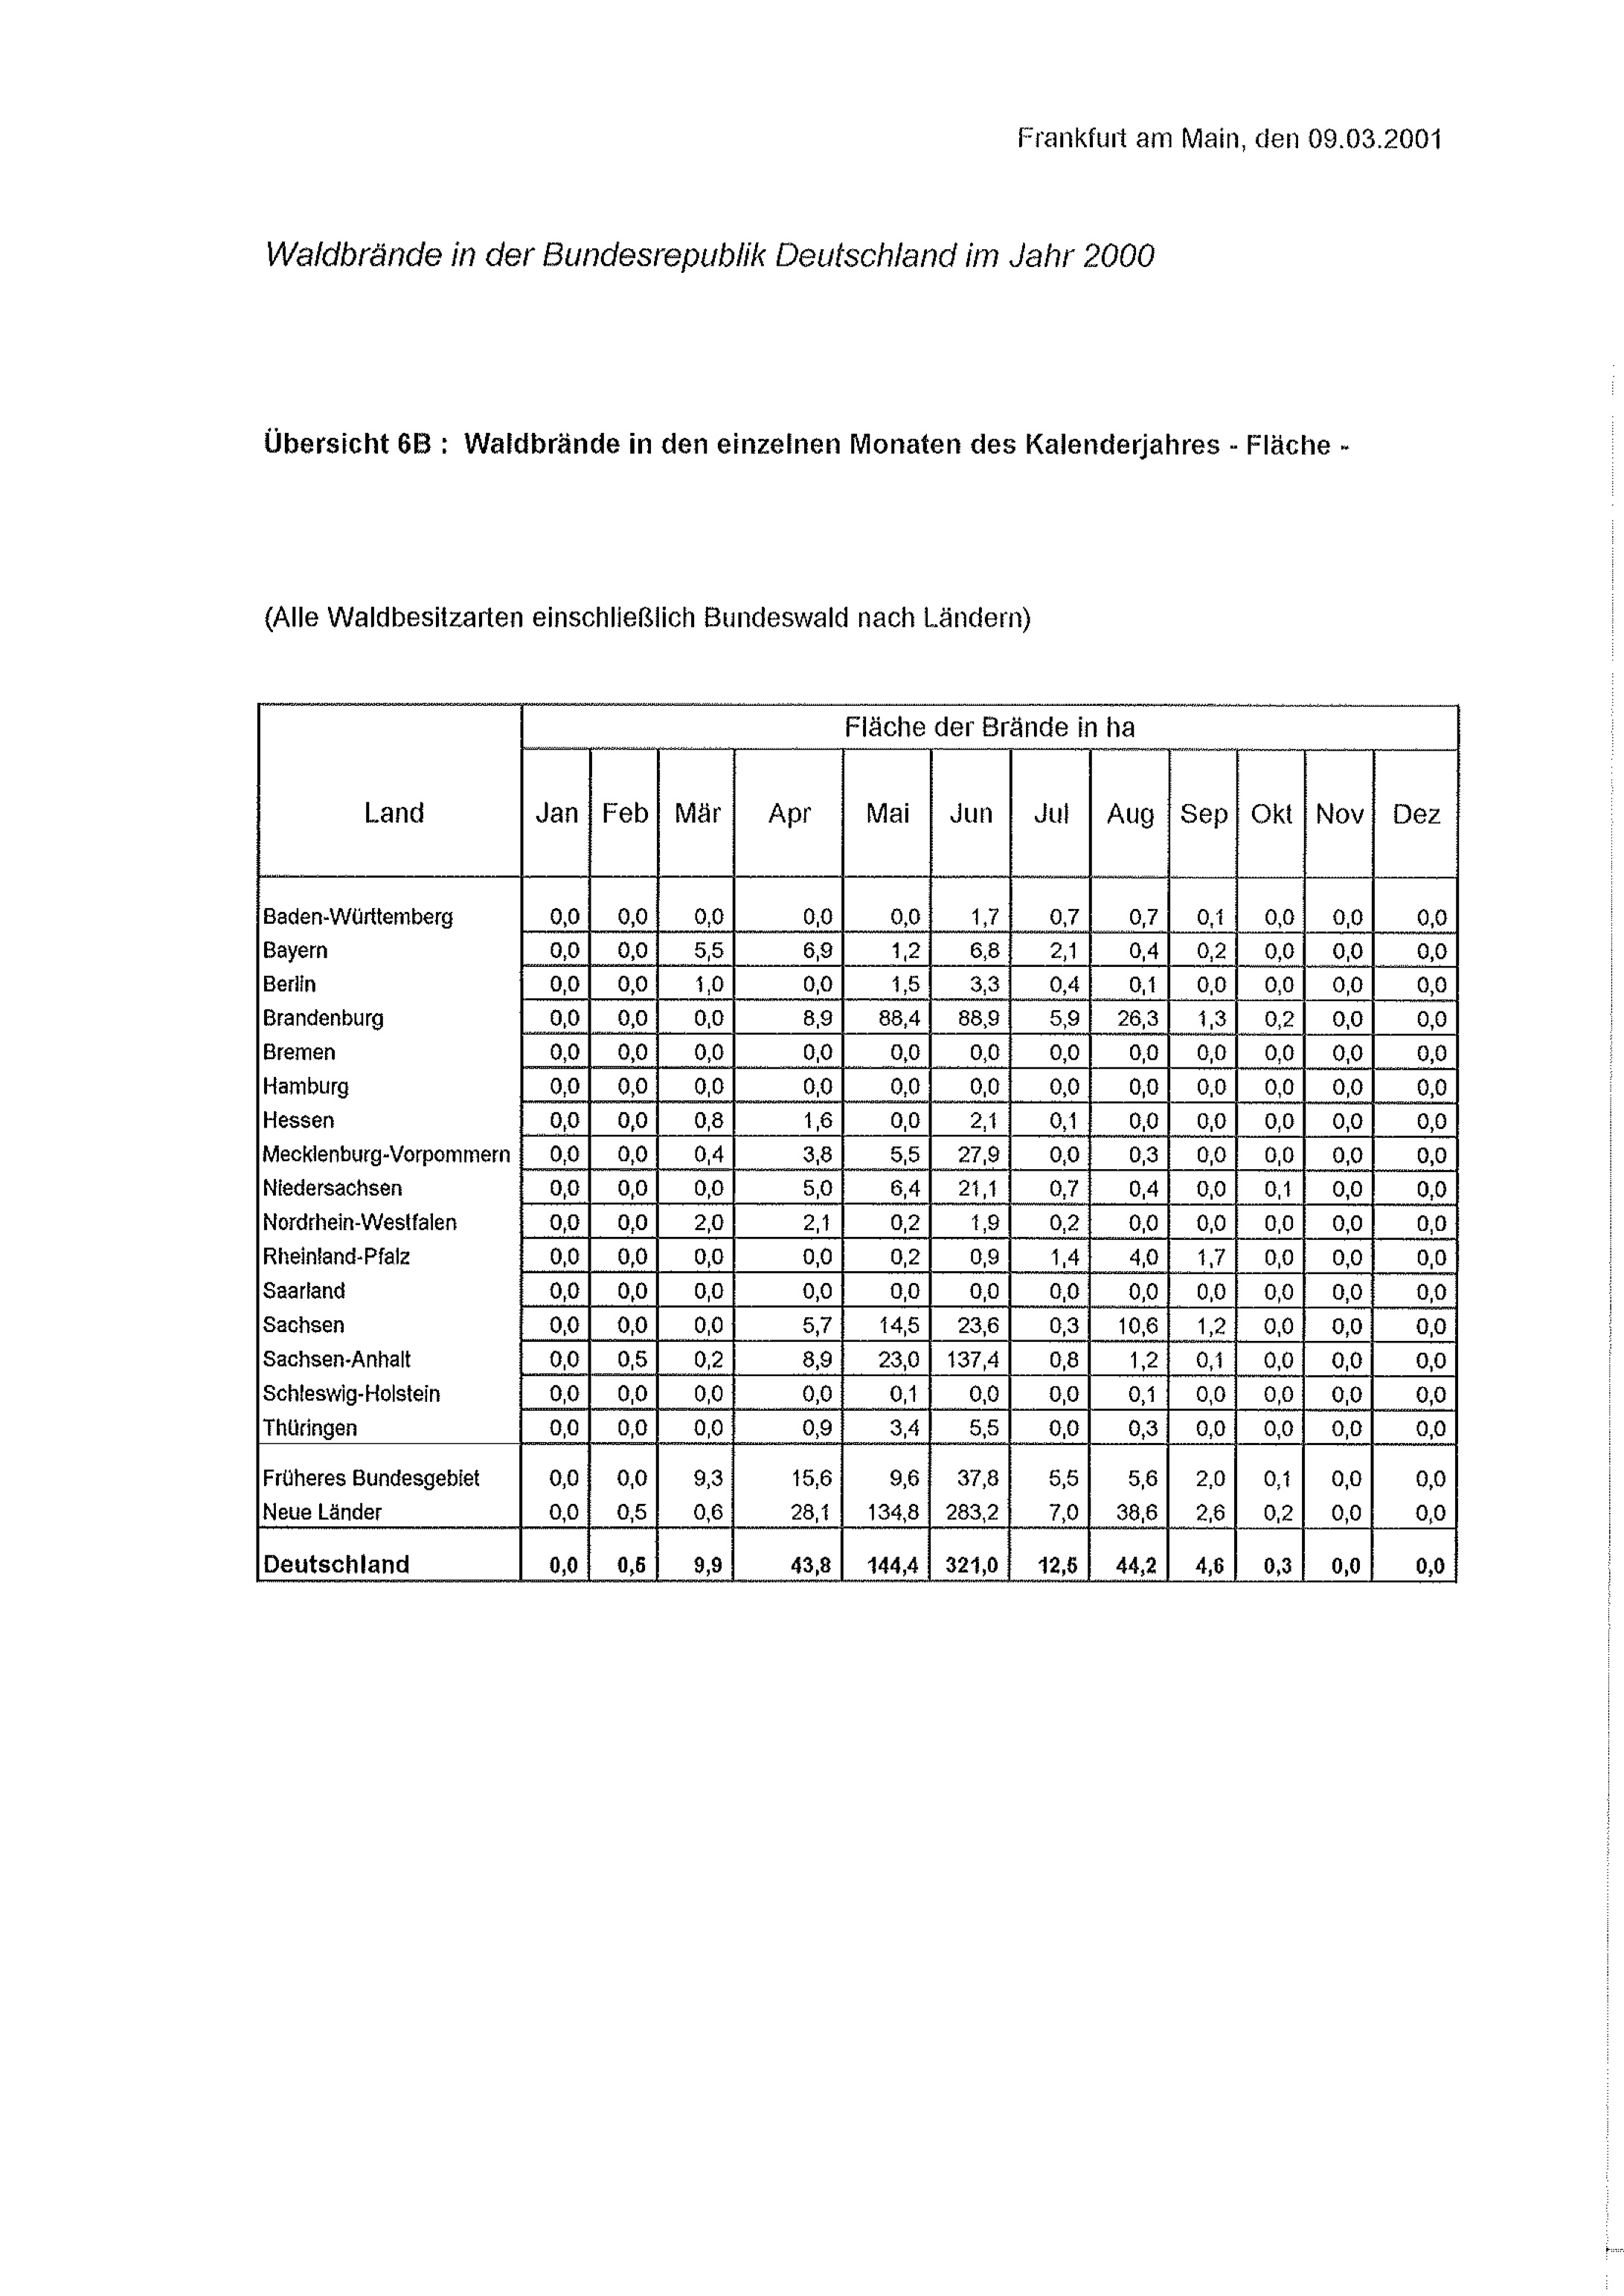 Frankfurt am Main, den 09.03.2001
Waldbrände in der Bundesrepublik Deutschland im Jahr 2000
Übersicht 6B : Waldbrände in den einzelnen Monaten des Kalenderjahres - Fläche -
(Alle Waldbesitzarten einschließlich Bundeswald nach Ländern)
Fläche der Brände in ha
Land Jan Feb Mär Apr Mai Jun Jul Aug Sep Okt Nov Dez
Baden-Württemberg 0,0 0,0 0,0 0,0 0,0 1,7 0,7 0,7 0,1 0,0 0,0 0,0
Bayern 0,0 0,0 5,5 6,9 1,2 6,8 2,1 0,4 0,2 0,0 0,0 0,0
Berlin 0,0 0,0 1,0 0,0 1,5 3,3 0,4 0,1 0,0 0,0 0,0 0,0
Brandenburg 0,0 0,0 0,0 8,9 88,4 88,9 5,9 26,3 1,3 0,2 0,0 0,0
Bremen 0,0 0,0 0,0 0,0 0,0 0,0 0,0 0,0 0,0 0,0 0,0 0,0
Hamburg 0,0 0,0 0,0 0,0 0,0 0,0 0,0 0,0 0,0 0,0 0,0 0,0
Hessen 0,0 0,0 0,8 1,6 0,0 2,1 0,1 0,0 0,0 0,0 0,0 0,0
Mecklenburg-Vorpommern 0,0 0,0 0,4 3,8 5,5 27,9 0,0 0,3 0,0 0,0 0,0 0,0
Niedersachsen 0,0 0,0 0,0 5,0 6,4 21,1 0,7 0,4 0,0 0,1 0,0 0,0
Nordrhein-Westfalen 0,0 0,0 2,0 2,1 0,2 1,9 0,2 0,0 0,0 0,0 0,0 0,0
Rheinland-Pfalz 0,0 0,0 0,0 0,0 0,2 0,9 1,4 4,0 1,7 0,0 0,0 0,0
Saarland 0,0 0,0 0,0 0,0 0,0 0,0 0,0 0,0 0,0 0,0 0,0 0,0
Sachsen 0,0 0,0 0,0 5,7 14,5 23,6 0,3 10,6 1,2 0,0 0,0 0,0
Sachsen-Anhalt 0,0 0,5 0,2 8,9 23,0 137,4 0,8 1,2 0,1 0,0 0,0 0,0
Schleswig-Holstein 0,0 0,0 0,0 0,0 0,1 0,0 0,0 0,1 0,0 0,0 0,0 0,0
Thüringen 0,0 0,0 0,0 0,9 3,4 5,5 0,0 0,3 0,0 0,0 0,0 0,0
Früheres Bundesgebiet 0,0 0,0 9,3 15,6 9,6 37,8 5,5 5,6 2,0 0,1 0,0 0,0
Neue Länder 0,0 0,5 0,6 28,1 134,8 283,2 7,0 38,6 2,6 0,2 0,0 0,0
Deutschland 0,0 0,5 9,9 43,8 144,4 321,0 12,5 44,2 4,6 0,3 0,0 0,0